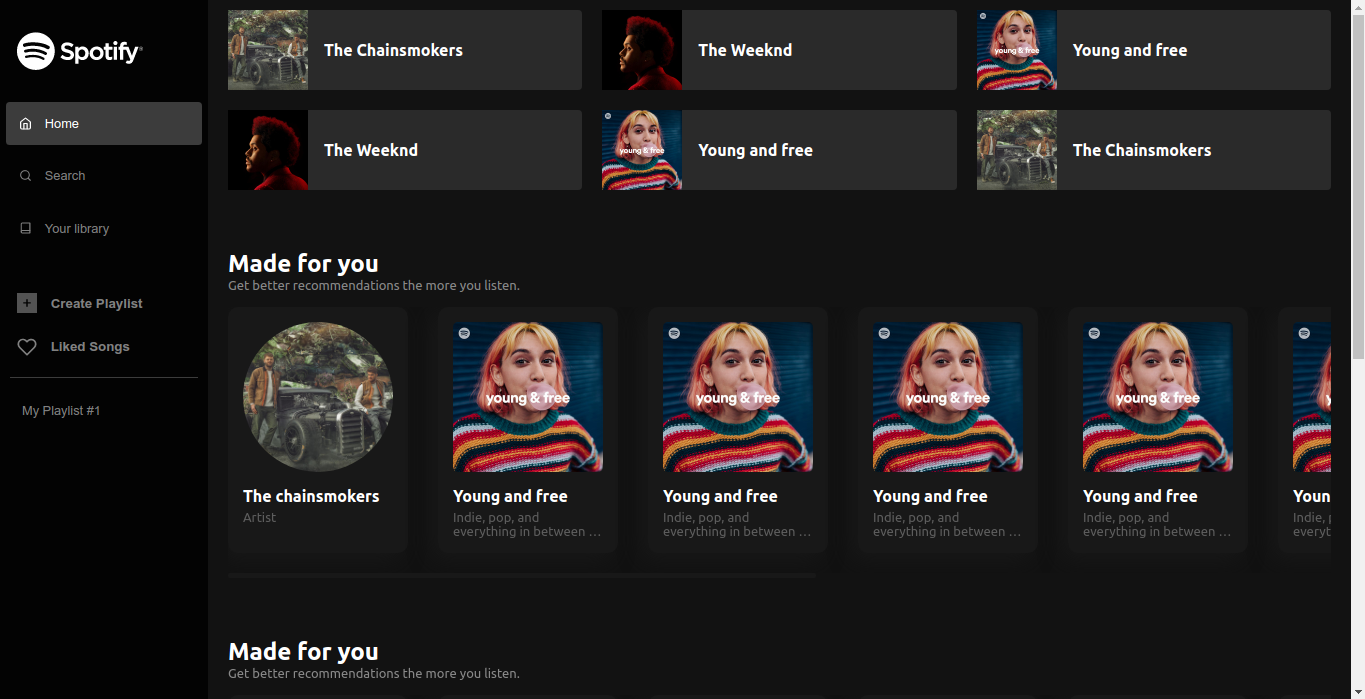 Spotify
Home
Search
Your library
Create Playlist
Liked Songs
My Playlist #1
The Chainsmokers
The Weeknd
young & free
Young and free
The Weeknd
young & free
Young and free
The Chainsmokers
Made for you
Get better recommendations the more you listen.
young & free
young & free
young & free
young & free
The chainsmokers
Young and free
Young and free
Young and free
Young and free
Youn
Artist
Indie, pop, and
everything in between …
Indie, pop, and
everything in between …
Indie, pop, and
everything in between …
Indie, pop, and
everything in between …
Indie,
everyt
Made for you
Get better recommendations the more you listen.